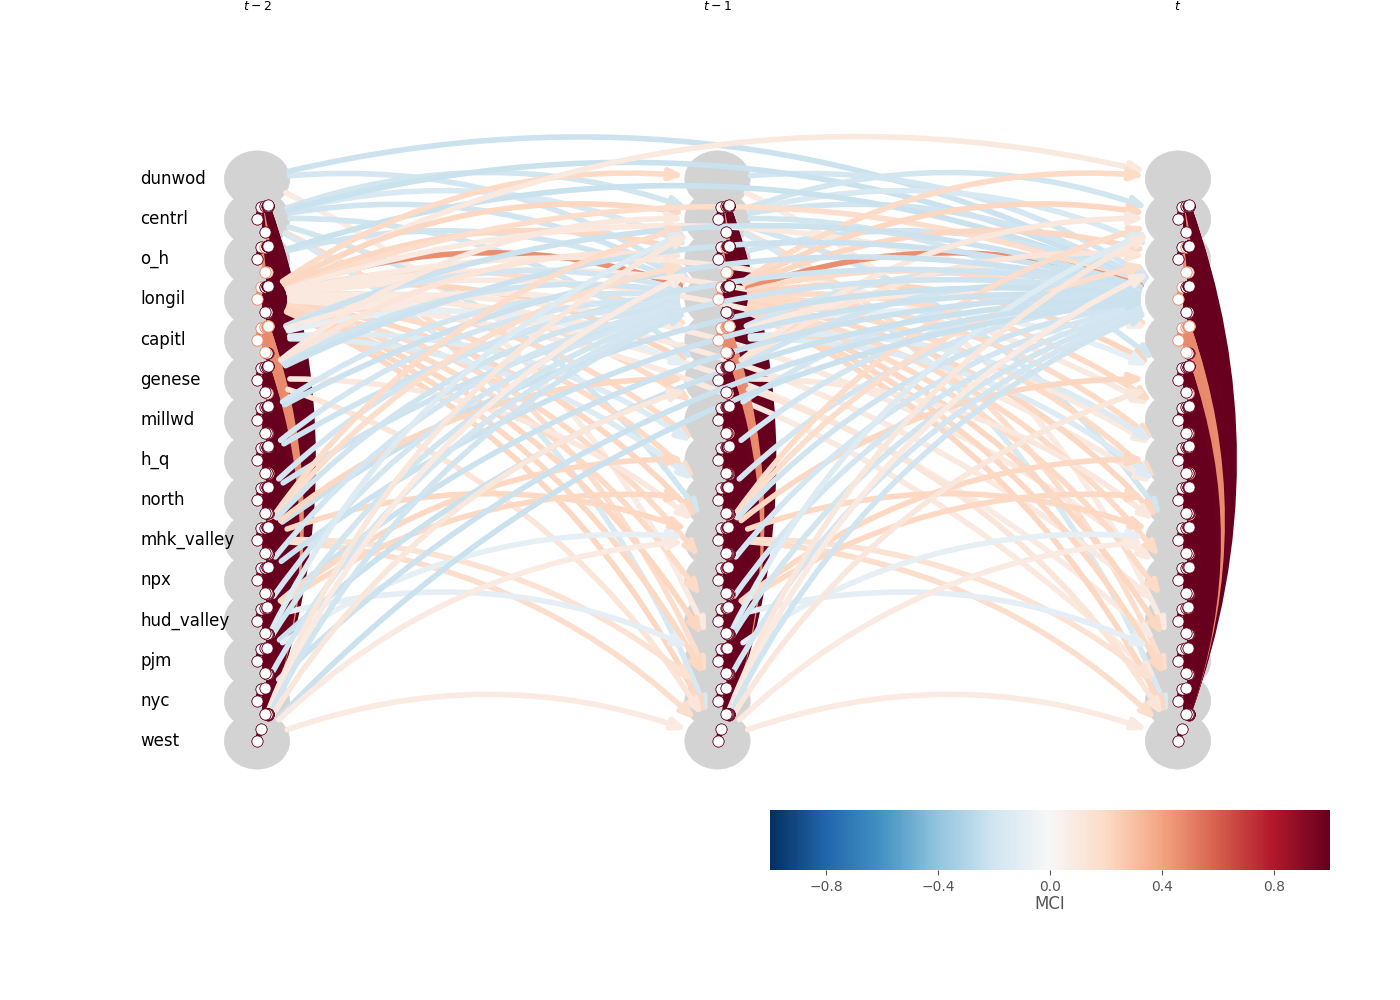 t − 2 t − 1 t
dunwod
centrl
o_h
longil
capitl
genese
millwd
h_q
north
mhk_valley
npx
hud_valley
pjm
nyc
west
−0.8 −0.4 0.0 0.4 0.8
MCI